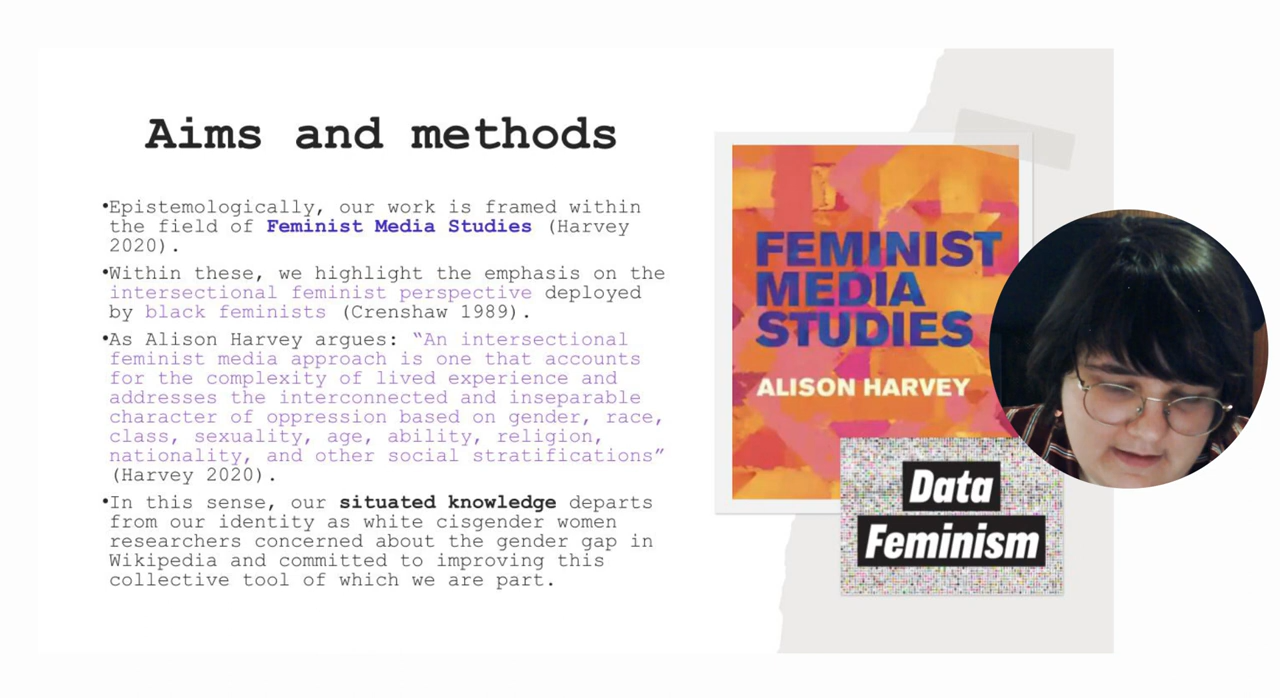 Aims and methods
•Epistemologically, our work is framed within
the field of Feminist Media Studies (Harvey
2020).
•Within these, we highlight the emphasis on the
intersectional feminist perspective deployed
by black feminists (Crenshaw 1989).
•As Alison Harvey argues: “An intersectional
feminist media approach is one that accounts
for the complexity of lived experience and
addresses the interconnected and inseparable
character of oppression based on gender, race,
class, sexuality, age, ability, religion,
nationality, and other social stratifications”
(Harvey 2020).
•In this sense, our situated knowledge departs
from our identity as white cisgender women
researchers concerned about the gender gap in
Wikipedia and committed to improving this
collective tool of which we are part.
FEMINIST
MEDIA
STUDIES
ALISON HARVEY
Data
Feminism